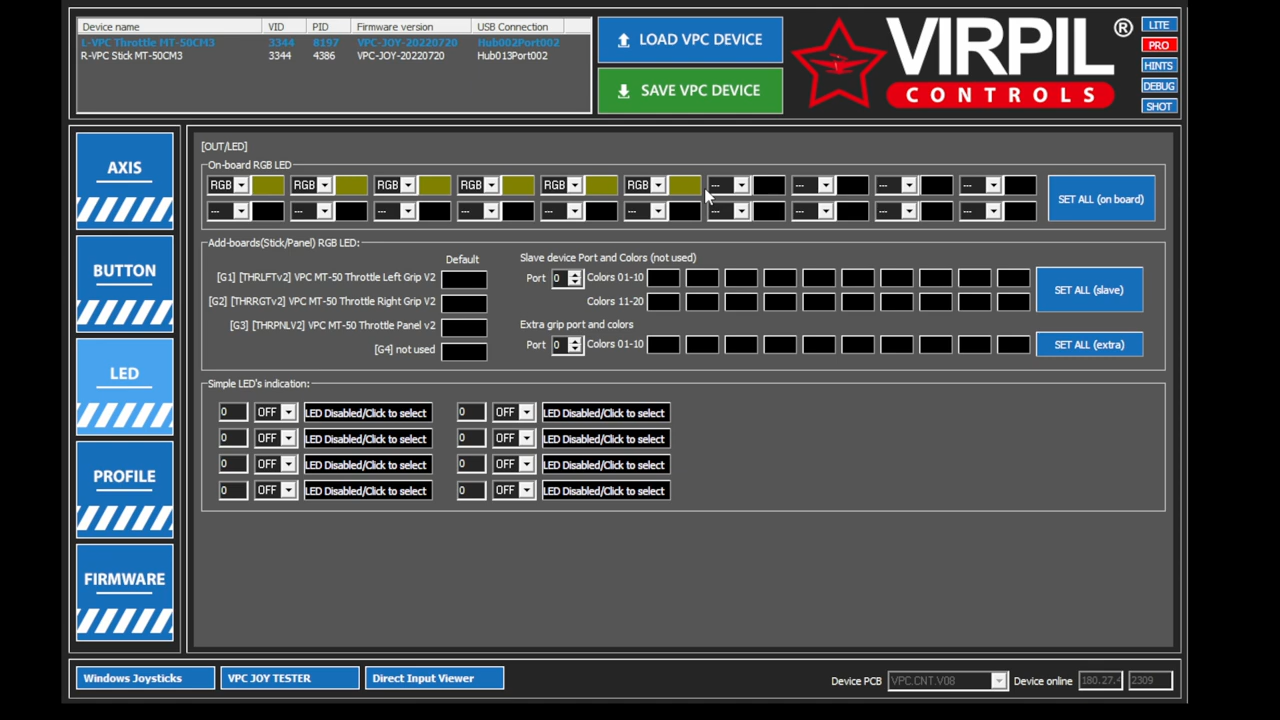 Device name VID PID Firmware version USB Connection
L-VPC Throttle MT-50CM3 3344 8197 VPC-JOY-20220720 Hub002Port002
R-VPC Stick MT-50CM3 3344 4386 VPC-JOY-20220720 Hub013Port002
LOAD VPC DEVICE
SAVE VPC DEVICE
VIRPIL ®
CONTROLS
LITE
PRO
HINTS
DEBUG
SHOT
AXIS
BUTTON
LED
PROFILE
FIRMWARE
[OUT/LED]
On-board RGB LED
RGB RGB RGB RGB RGB RGB --- --- --- ---
--- --- --- --- --- --- --- --- --- ---
SET ALL (on board)
Add-boards(Stick/Panel) RGB LED:
Default
[G1] [THRLFTv2] VPC MT-50 Throttle Left Grip V2
[G2] [THRRGTv2] VPC MT-50 Throttle Right Grip V2
[G3] [THRPNLV2] VPC MT-50 Throttle Panel v2
[G4] not used
Slave device Port and Colors (not used)
Port 0 Colors 01-10
Colors 11-20
SET ALL (slave)
Extra grip port and colors
Port 0 Colors 01-10
SET ALL (extra)
Simple LED's indication:
0 OFF LED Disabled/Click to select 0 OFF LED Disabled/Click to select
0 OFF LED Disabled/Click to select 0 OFF LED Disabled/Click to select
0 OFF LED Disabled/Click to select 0 OFF LED Disabled/Click to select
0 OFF LED Disabled/Click to select 0 OFF LED Disabled/Click to select
Windows Joysticks
VPC JOY TESTER
Direct Input Viewer
Device PCB VPC.CNT.V08 Device online 180.27.4 2309